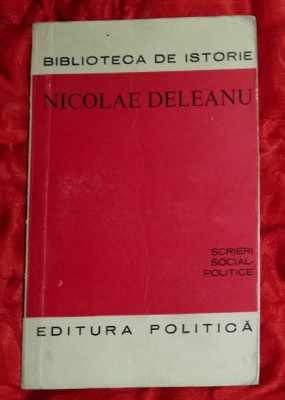 BIBLIOTECA DE ISTORIE
NICOLAE DELEANU
SCRIERI
SOCIAL-
POLITICE
EDITURA POLITICĂ